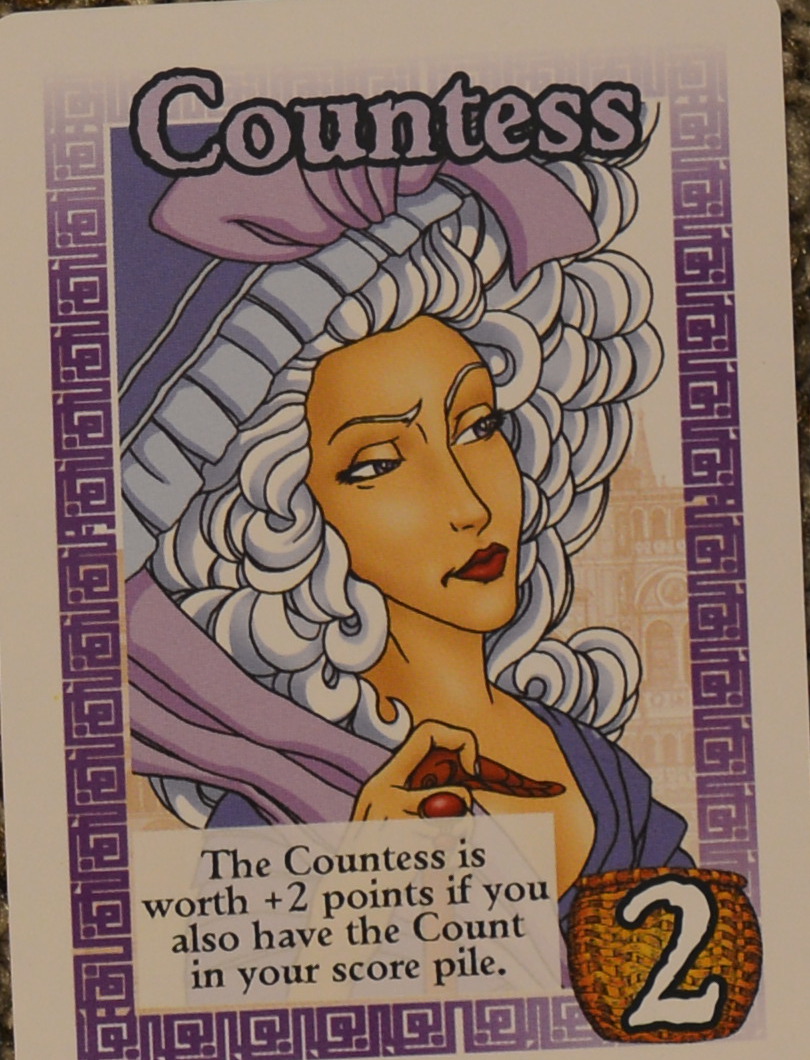 Countess
The Countess is
worth +2 points if you
also have the Count
in your score pile.
2